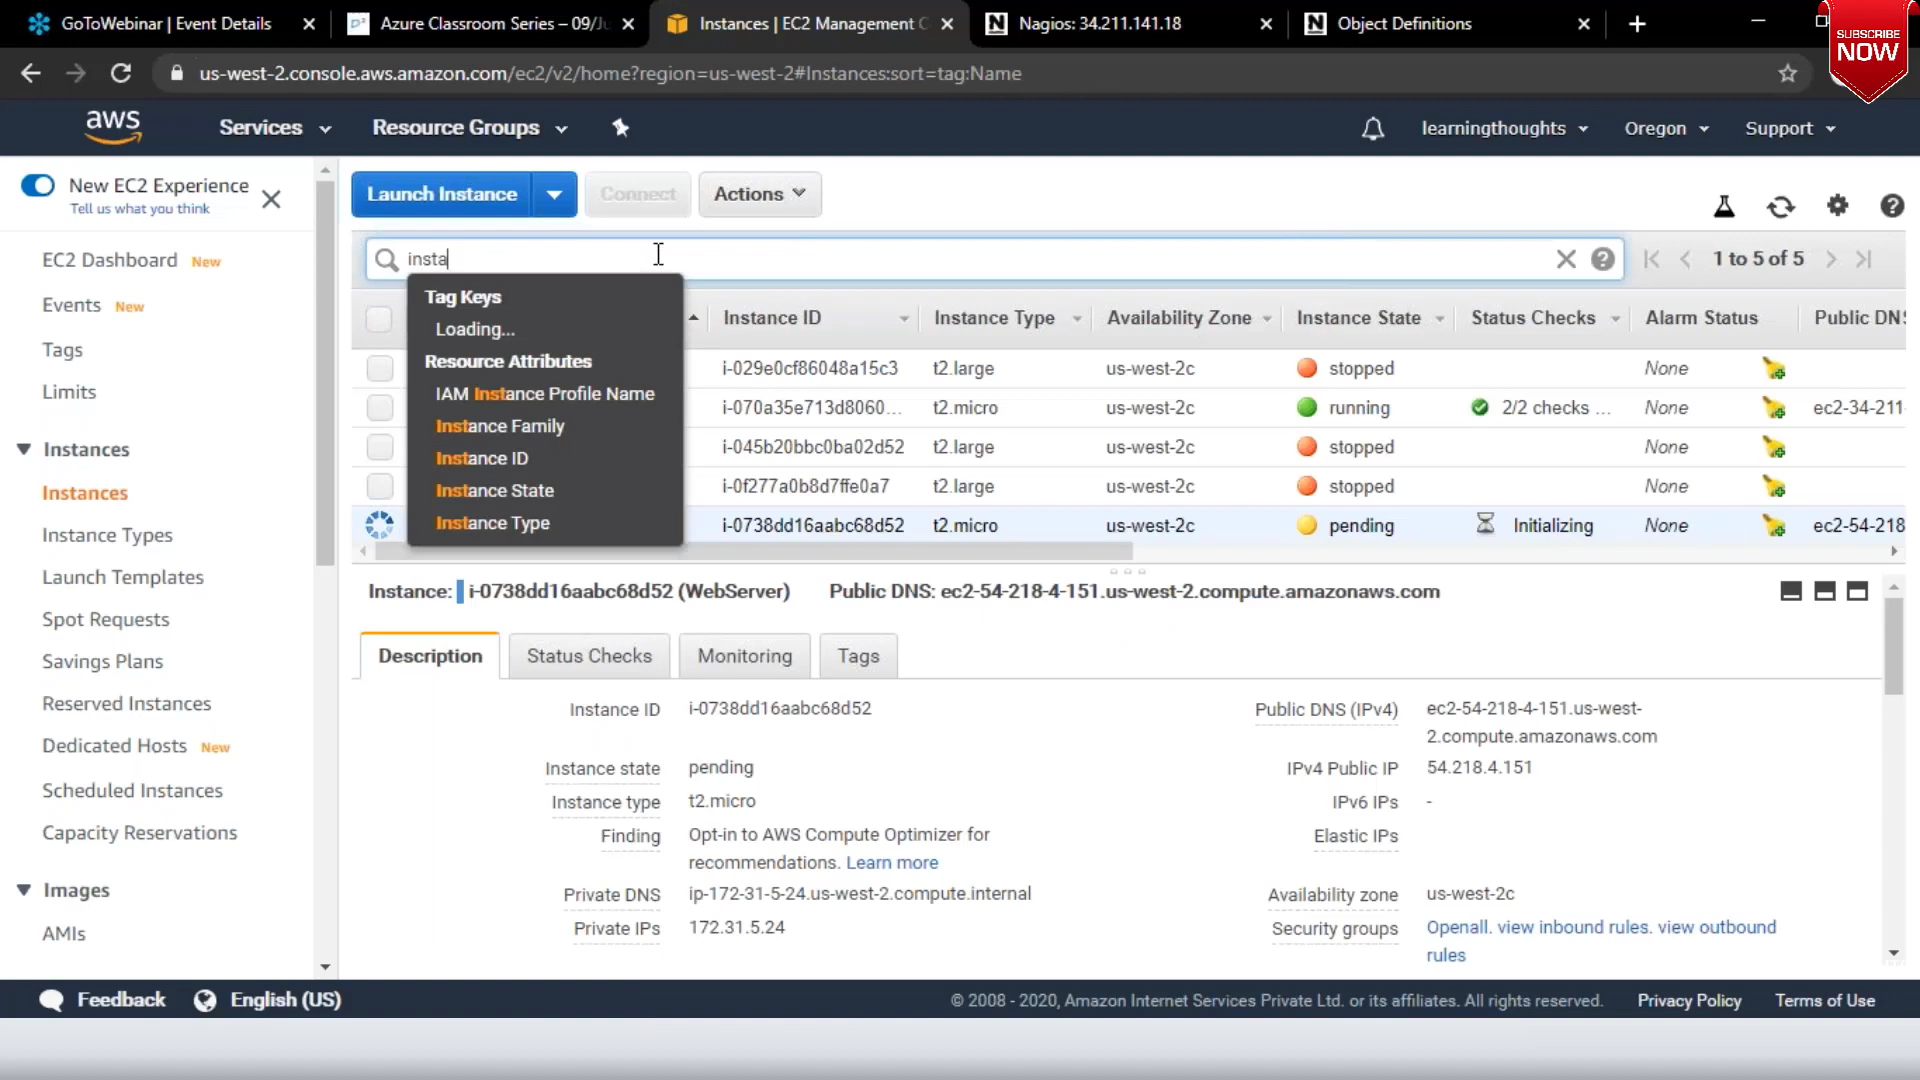 GoToWebinar | Event Details
Azure Classroom Series – 09/Ju
Instances | EC2 Management C
Nagios: 34.211.141.18
Object Definitions
SUBSCRIBE
NOW
us-west-2.console.aws.amazon.com/ec2/v2/home?region=us-west-2#Instances:sort=tag:Name
aws
Services
Resource Groups
learningthoughts
Oregon
Support
New EC2 Experience
Tell us what you think
Launch Instance
Connect
Actions
insta
1 to 5 of 5
EC2 Dashboard New
Events New
Tags
Limits
Instances
Instances
Instance Types
Launch Templates
Spot Requests
Savings Plans
Reserved Instances
Dedicated Hosts New
Scheduled Instances
Capacity Reservations
Images
AMIs
Tag Keys
Loading...
Resource Attributes
IAM Instance Profile Name
Instance Family
Instance ID
Instance State
Instance Type
Instance ID Instance Type Availability Zone Instance State Status Checks Alarm Status Public DNS
i-029e0cf86048a15c3 t2.large us-west-2c stopped None
i-070a35e713d8060... t2.micro us-west-2c running 2/2 checks ... None ec2-34-211
i-045b20bbc0ba02d52 t2.large us-west-2c stopped None
i-0f277a0b8d7ffe0a7 t2.large us-west-2c stopped None
i-0738dd16aabc68d52 t2.micro us-west-2c pending Initializing None ec2-54-218
Instance: i-0738dd16aabc68d52 (WebServer) Public DNS: ec2-54-218-4-151.us-west-2.compute.amazonaws.com
Description Status Checks Monitoring Tags
Instance ID i-0738dd16aabc68d52
Instance state pending
Instance type t2.micro
Finding Opt-in to AWS Compute Optimizer for
recommendations. Learn more
Private DNS ip-172-31-5-24.us-west-2.compute.internal
Private IPs 172.31.5.24
Public DNS (IPv4) ec2-54-218-4-151.us-west-
2.compute.amazonaws.com
IPv4 Public IP 54.218.4.151
IPv6 IPs -
Elastic IPs
Availability zone us-west-2c
Security groups Openall. view inbound rules. view outbound
rules
Feedback
English (US)
© 2008 - 2020, Amazon Internet Services Private Ltd. or its affiliates. All rights reserved.
Privacy Policy
Terms of Use